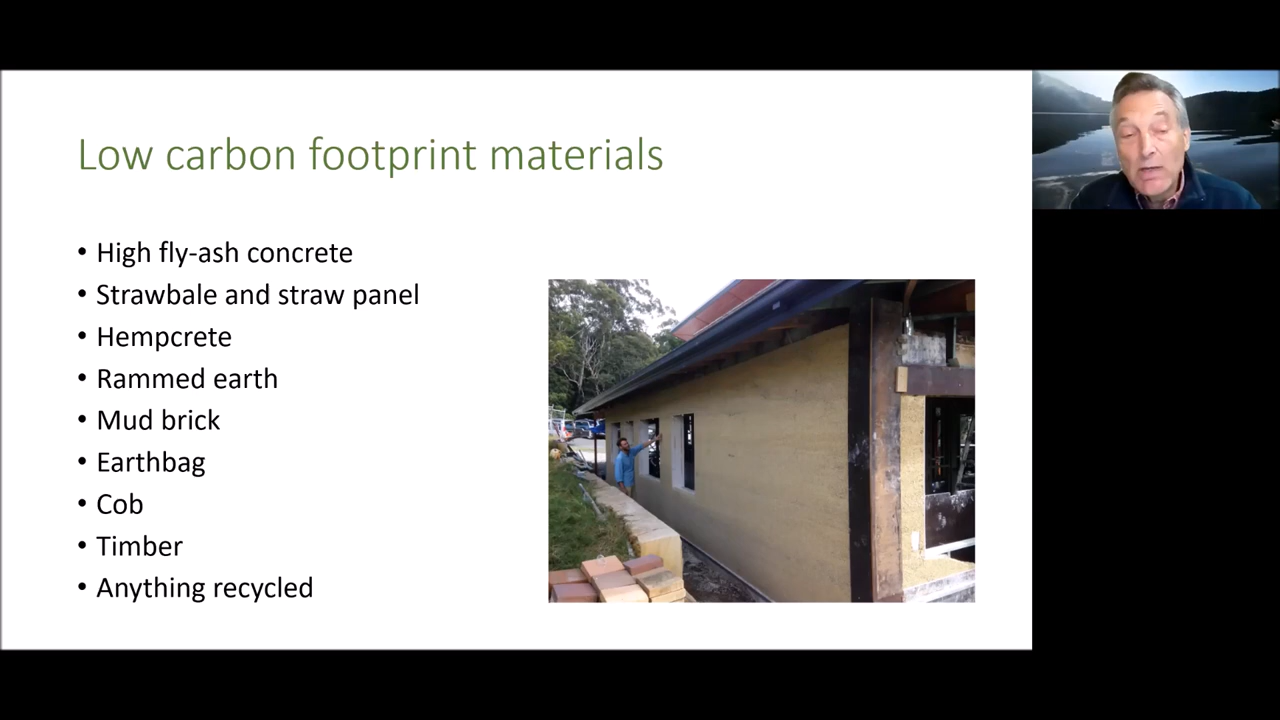 Low carbon footprint materials
• High fly-ash concrete
• Strawbale and straw panel
• Hempcrete
• Rammed earth
• Mud brick
• Earthbag
• Cob
• Timber
• Anything recycled